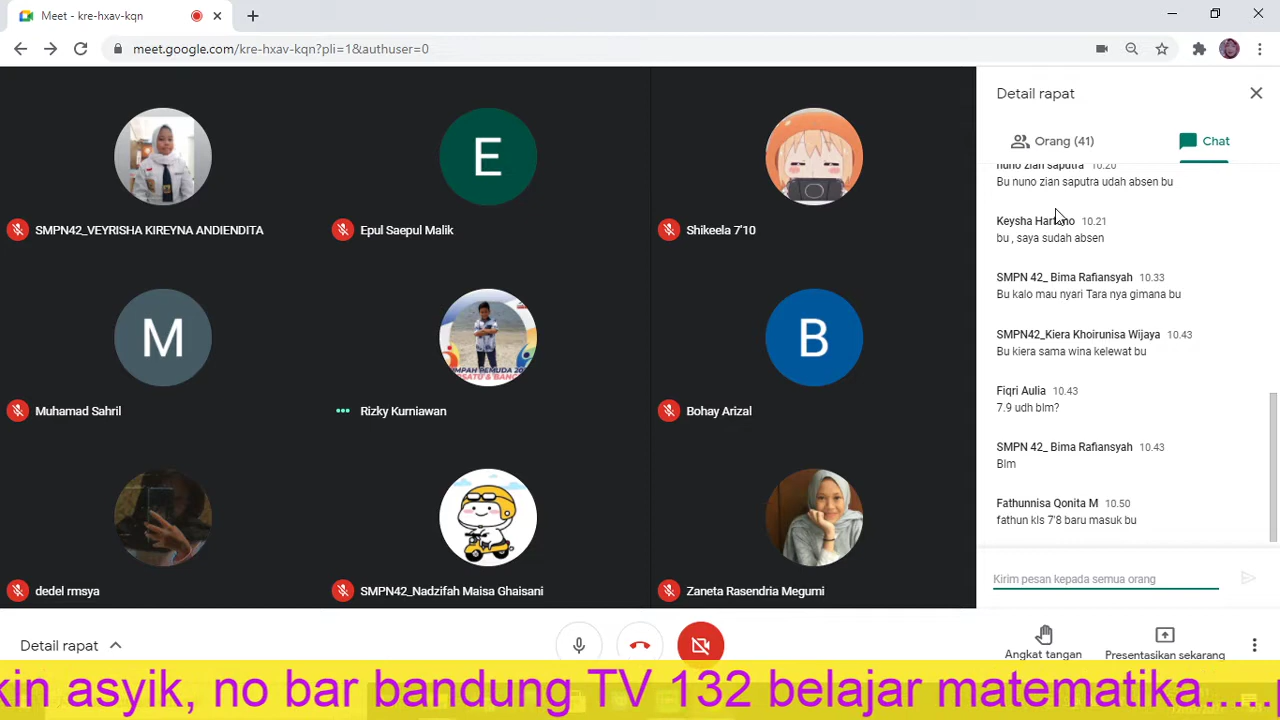 Meet - kre-hxav-kqn
meet.google.com/kre-hxav-kqn?pli=1&authuser=0
SMPN42_VEYRISHA KIREYNA ANDIENDITA
E
Epul Saepul Malik
Shikeela 7'10
M
Muhamad Sahril
Rizky Kurniawan
B
Bohay Arizal
dedel rmsya
SMPN42_Nadzifah Maisa Ghaisani
Zaneta Rasendria Megumi
Detail rapat
Orang (41)
Chat
nuno zian saputra 10.20
Bu nuno zian saputra udah absen bu
Keysha 10.21
bu , saya sudah absen
SMPN 42_ Bima Rafiansyah 10.33
Bu kalo mau nyari Tara nya gimana bu
SMPN42_Kiera Khoirunisa Wijaya 10.43
Bu kiera sama wina kelewat bu
Fiqri Aulia 10.43
7.9 udh blm?
SMPN 42_ Bima Rafiansyah 10.43
Blm
Fathunnisa Qonita M 10.50
fathun kls 7'8 baru masuk bu
Kirim pesan kepada semua orang
Detail rapat
Angkat tangan
Presentasikan sekarang
kin asyik, no bar bandung TV 132 belajar matematika.....